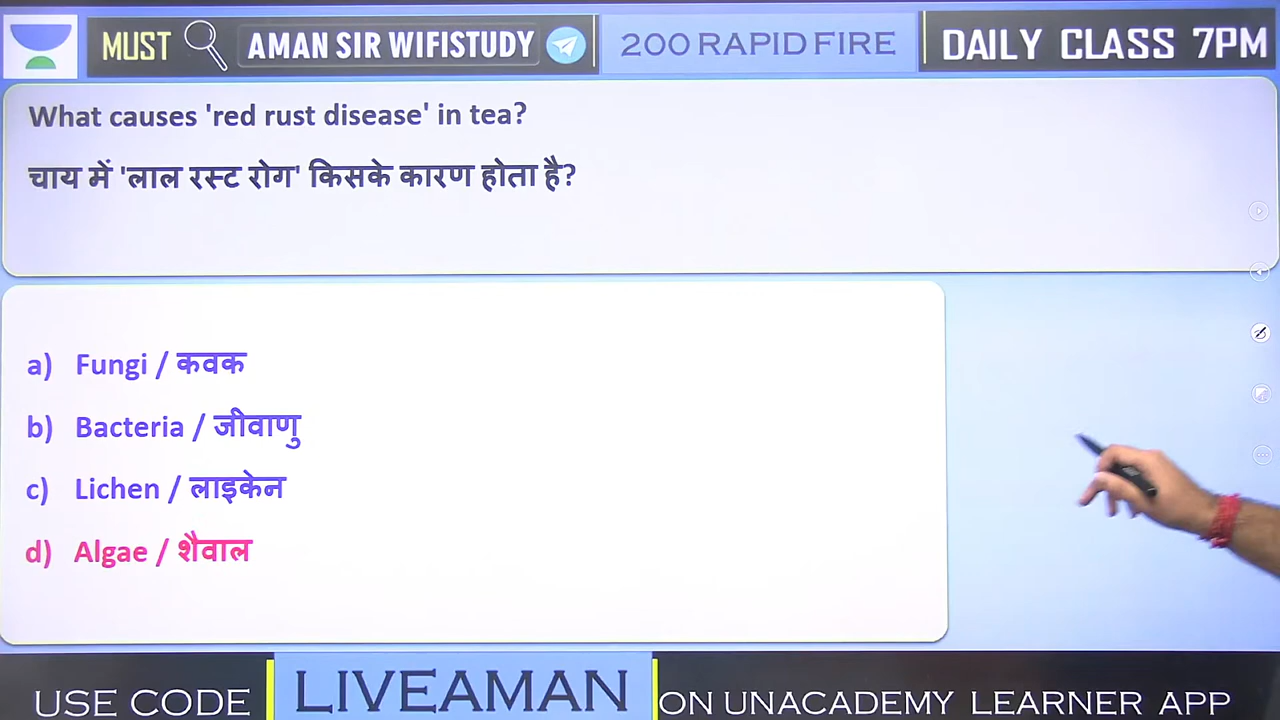 MUST AMAN SIR WIFISTUDY 200 RAPID FIRE DAILY CLASS 7PM
What causes 'red rust disease' in tea?
चाय में 'लाल रस्ट रोग' किसके कारण होता है?
a) Fungi / कवक
b) Bacteria / जीवाणु
c) Lichen / लाइकेन
d) Algae / शैवाल
USE CODE LIVEAMAN ON UNACADEMY LEARNER APP